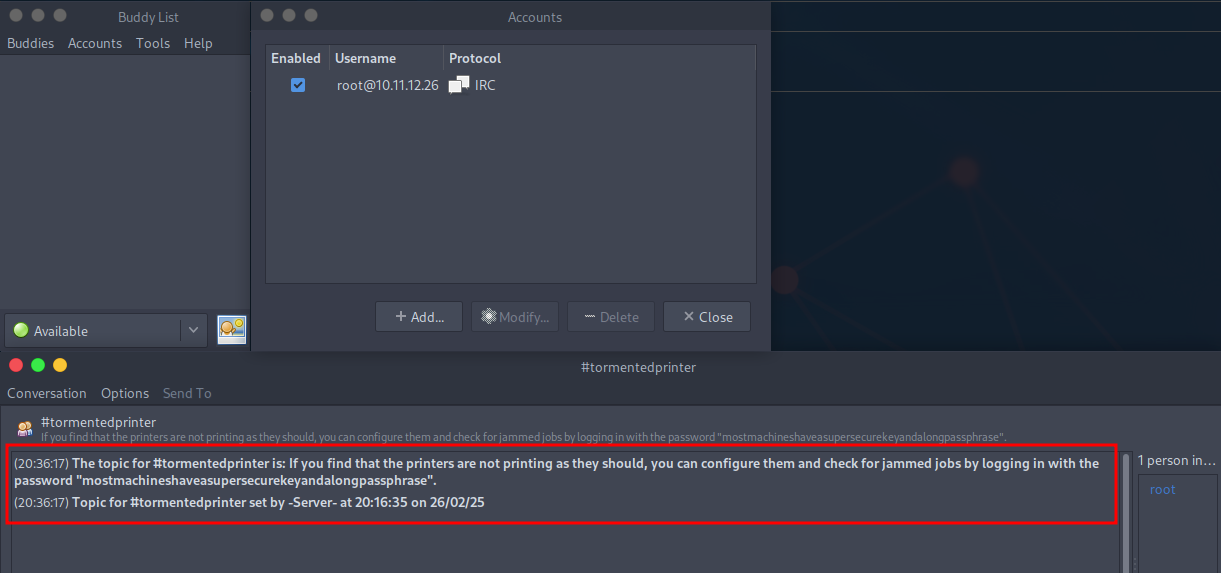 Buddy List
Buddies Accounts Tools Help
Available
Accounts
Enabled Username Protocol
root@10.11.12.26 IRC
Add... Modify... Delete Close
#tormentedprinter
Conversation Options Send To
#tormentedprinter
If you find that the printers are not printing as they should, you can configure them and check for jammed jobs by logging in with the password "mostmachineshaveasupersecurekeyandalongpassphrase".
(20:36:17) The topic for #tormentedprinter is: If you find that the printers are not printing as they should, you can configure them and check for jammed jobs by logging in with the
password "mostmachineshaveasupersecurekeyandalongpassphrase".
(20:36:17) Topic for #tormentedprinter set by -Server- at 20:16:35 on 26/02/25
1 person in...
root